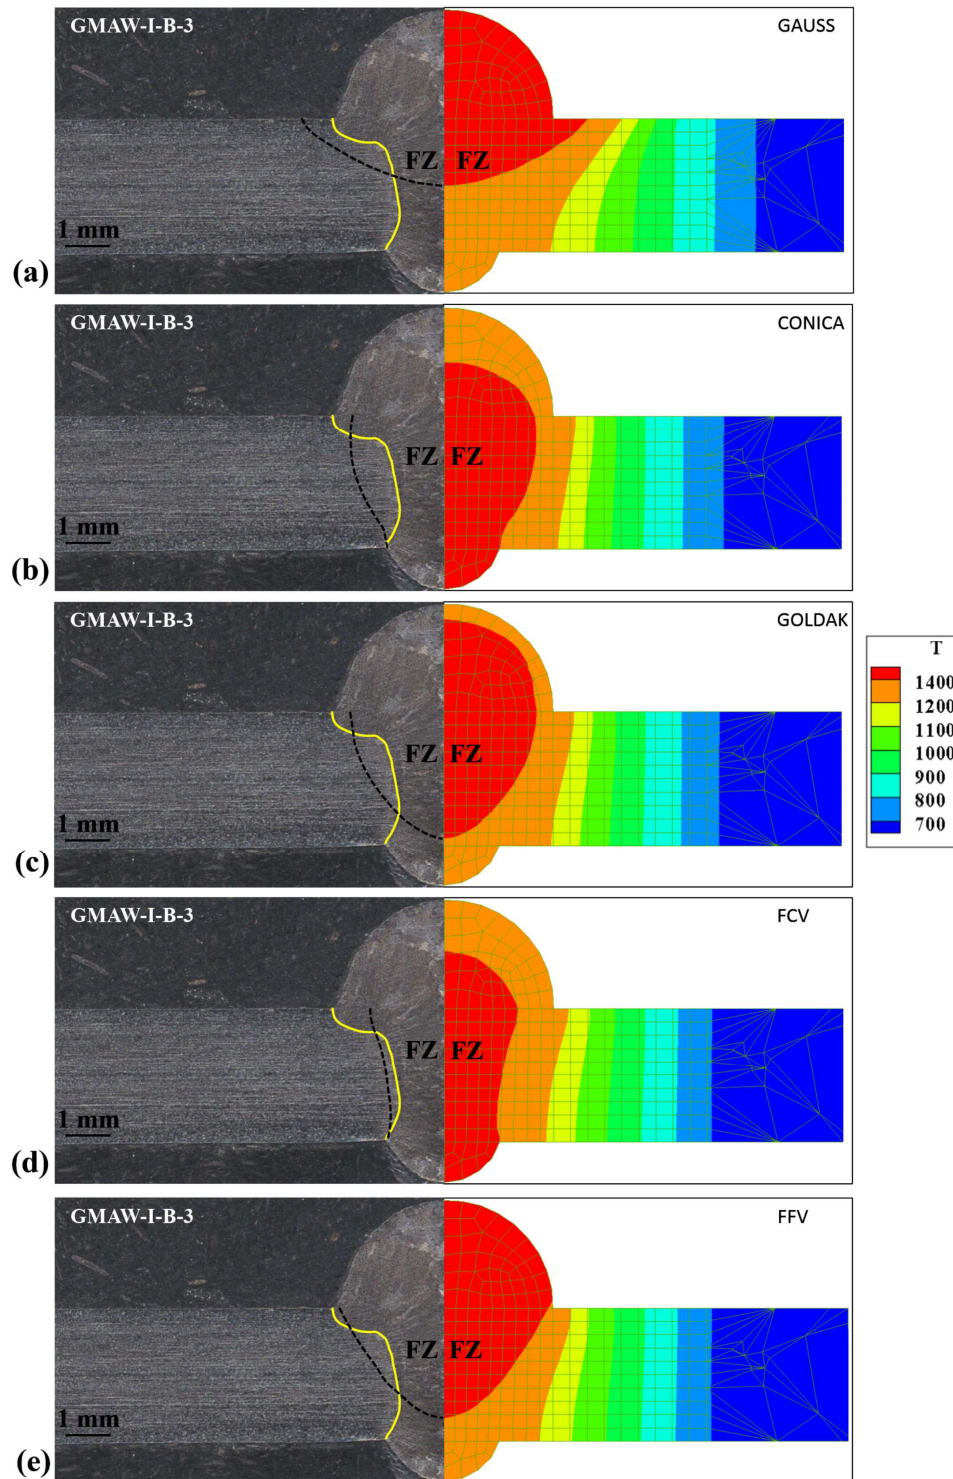 GMAW-I-B-3
GAUSS
FZ FZ
1 mm
(a)
GMAW-I-B-3
CONICA
FZ FZ
1 mm
(b)
GMAW-I-B-3
GOLDAK
FZ FZ
1 mm
(c)
T
1400
1200
1100
1000
900
800
700
GMAW-I-B-3
FCV
FZ FZ
1 mm
(d)
GMAW-I-B-3
FFV
FZ FZ
1 mm
(e)